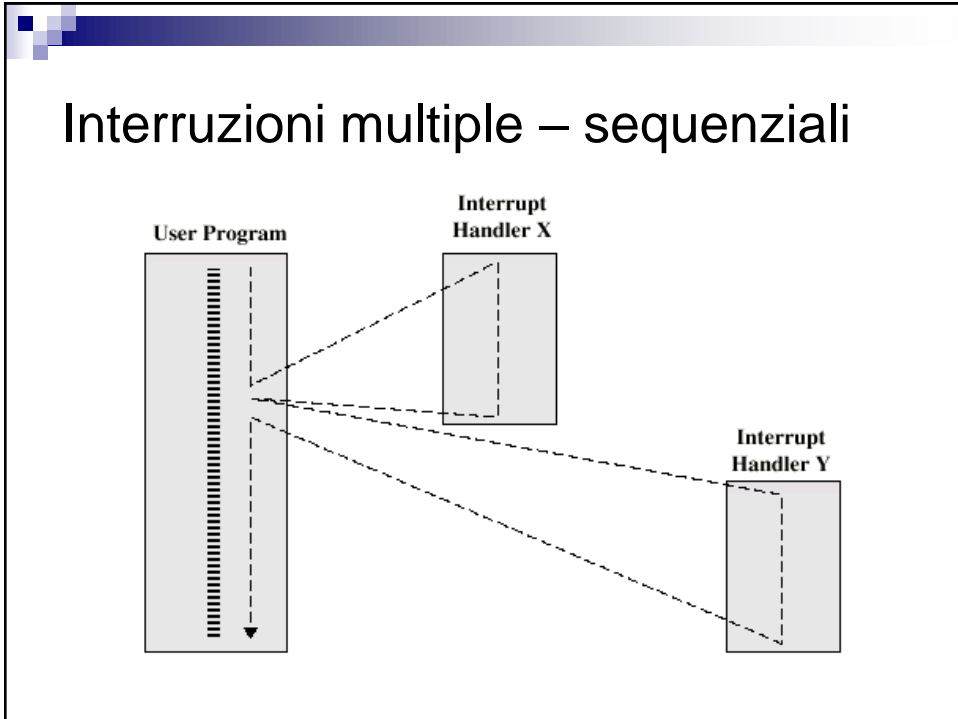 Interruzioni multiple – sequenziali
Interrupt
Handler X
User Program
Interrupt
Handler Y